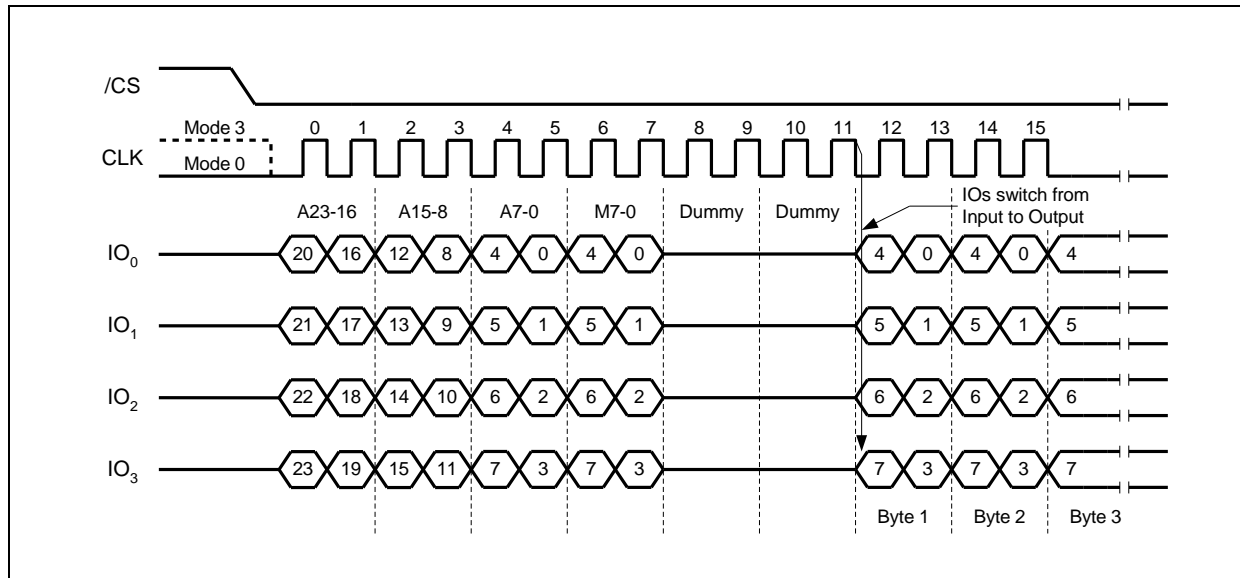 /CS
Mode 3 0 1 2 3 4 5 6 7 8 9 10 11 12 13 14 15
CLK
Mode 0
IOs switch from
Input to Output
A23-16 A15-8 A7-0 M7-0 Dummy Dummy
IO0 20 16 12 8 4 0 4 0 4 0 4 0 4
IO1 21 17 13 9 5 1 5 1 5 1 5 1 5
IO2 22 18 14 10 6 2 6 2 6 2 6 2 6
IO3 23 19 15 11 7 3 7 3 7 3 7 3 7
Byte 1 Byte 2 Byte 3